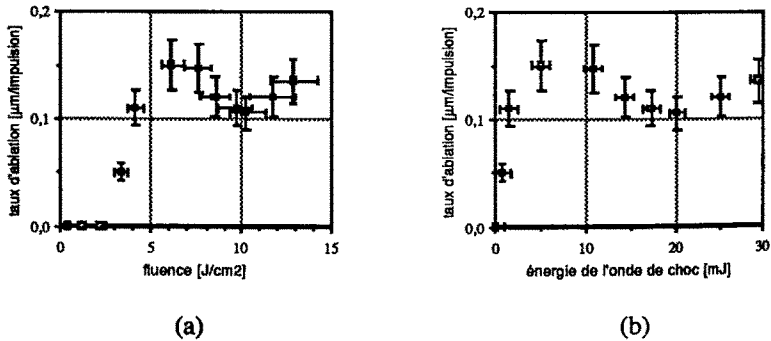 0,2
0,1
0,0
taux d'ablation [µm/impulsion]
0 5 10 15
fluence [J/cm2]
(a)
0,2
0,1
0,0
taux d'ablation [µm/impulsion]
0 10 20 30
énergie de l'onde de choc [mJ]
(b)